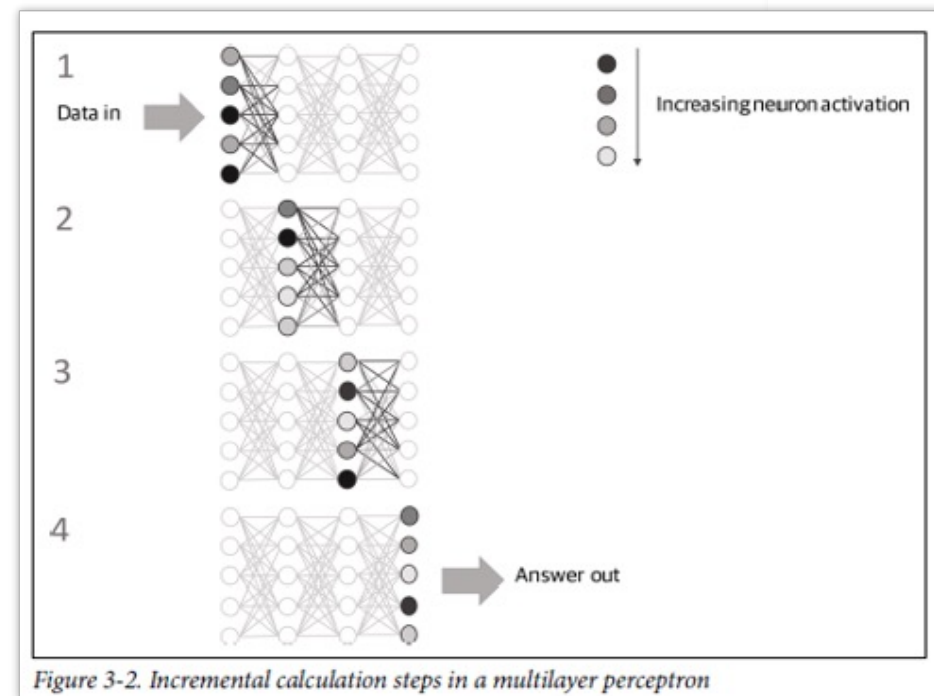 1
Data in
Increasing neuron activation
2
3
4
Answer out
Figure 3-2. Incremental calculation steps in a multilayer perceptron